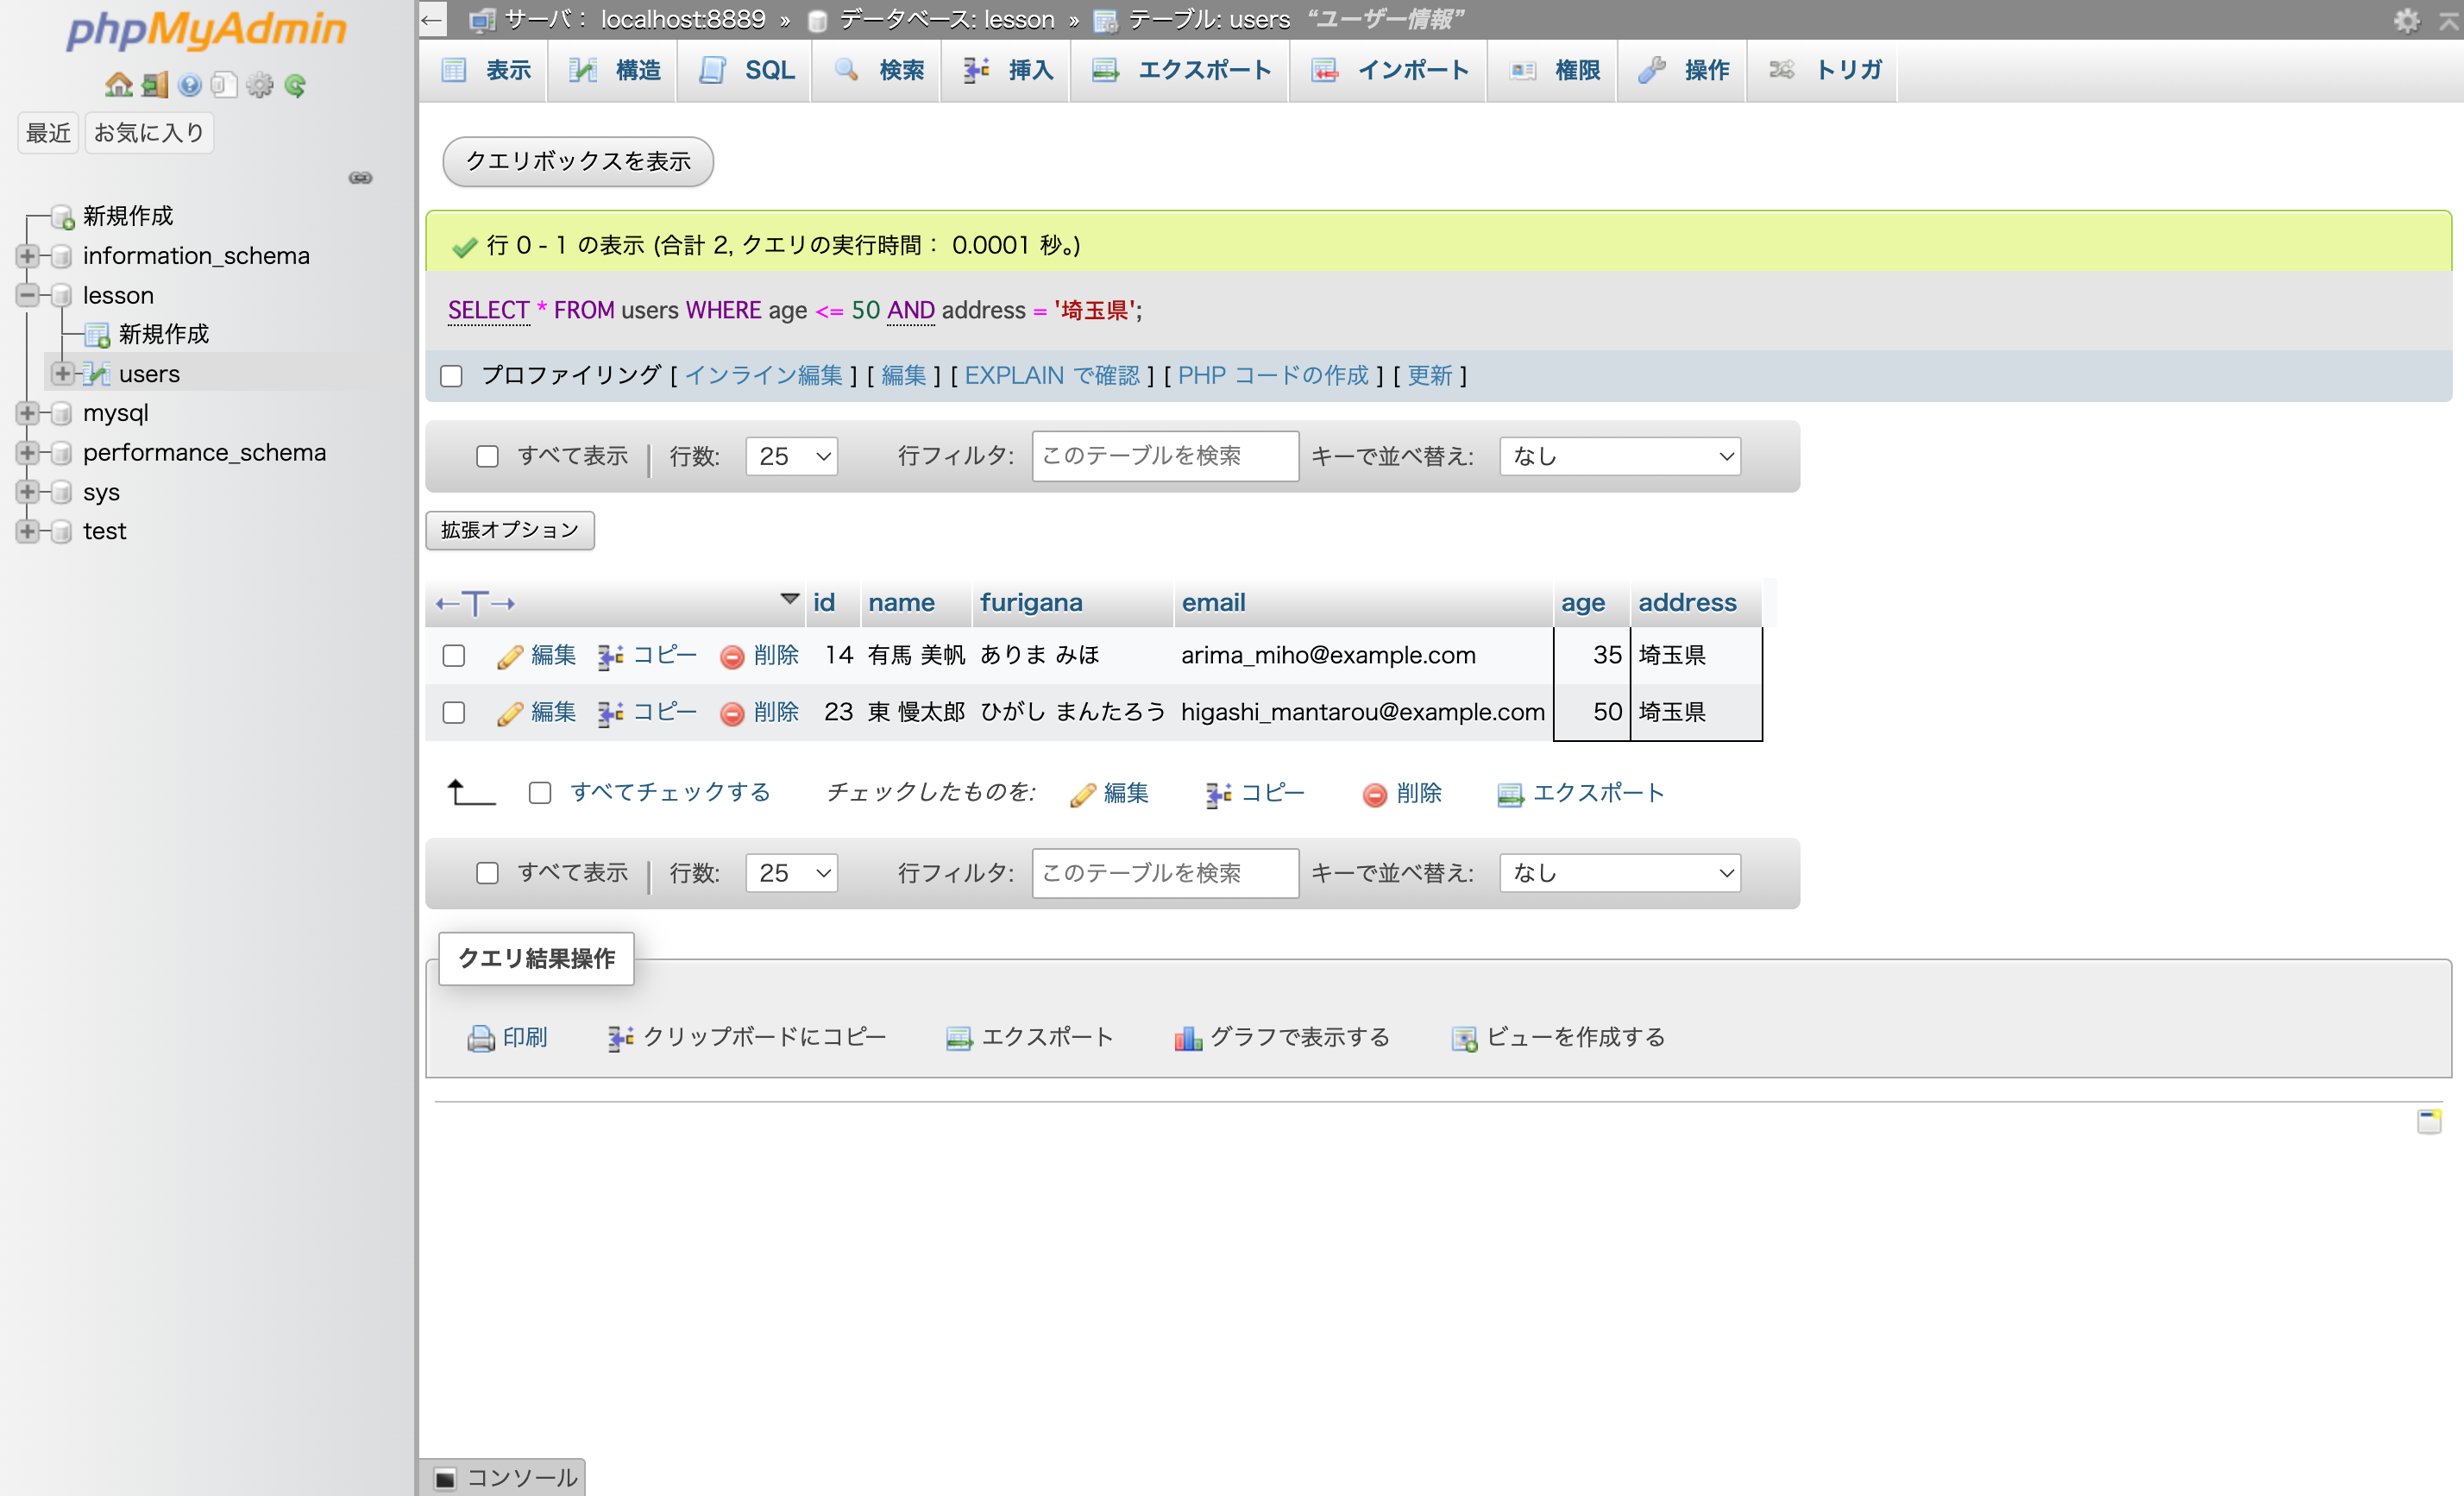 phpMyAdmin
最近 お気に入り
新規作成
information_schema
lesson
新規作成
users
mysql
performance_schema
sys
test
← サーバ： localhost:8889 » データベース: lesson » テーブル: users “ユーザー情報”
表示 構造 SQL 検索 挿入 エクスポート インポート 権限 操作 トリガ
クエリボックスを表示
行 0 - 1 の表示 (合計 2, クエリの実行時間： 0.0001 秒。)
SELECT * FROM users WHERE age <= 50 AND address = '埼玉県';
プロファイリング [ インライン編集 ] [ 編集 ] [ EXPLAIN で確認 ] [ PHP コードの作成 ] [ 更新 ]
すべて表示 | 行数: 25 行フィルタ: このテーブルを検索 キーで並べ替え: なし
拡張オプション
←T→ id name furigana email age address
編集 コピー 削除 14 有馬 美帆 ありま みほ arima_miho@example.com 35 埼玉県
編集 コピー 削除 23 東 慢太郎 ひがし まんたろう higashi_mantarou@example.com 50 埼玉県
すべてチェックする チェックしたものを: 編集 コピー 削除 エクスポート
すべて表示 | 行数: 25 行フィルタ: このテーブルを検索 キーで並べ替え: なし
クエリ結果操作
印刷 クリップボードにコピー エクスポート グラフで表示する ビューを作成する
コンソール